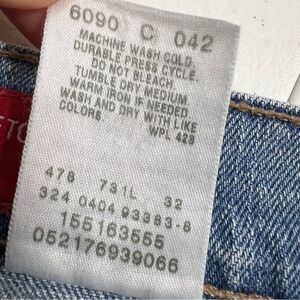 6090 C 042
MACHINE WASH COLD.
DURABLE PRESS CYCLE.
DO NOT BLEACH.
TUMBLE DRY MEDIUM
WARM IRON IF NEEDED
WASH AND DRY WITH LIKE
COLORS
WPL 423
478 731L 32
324 0404 93383-8
155163555
052176939066